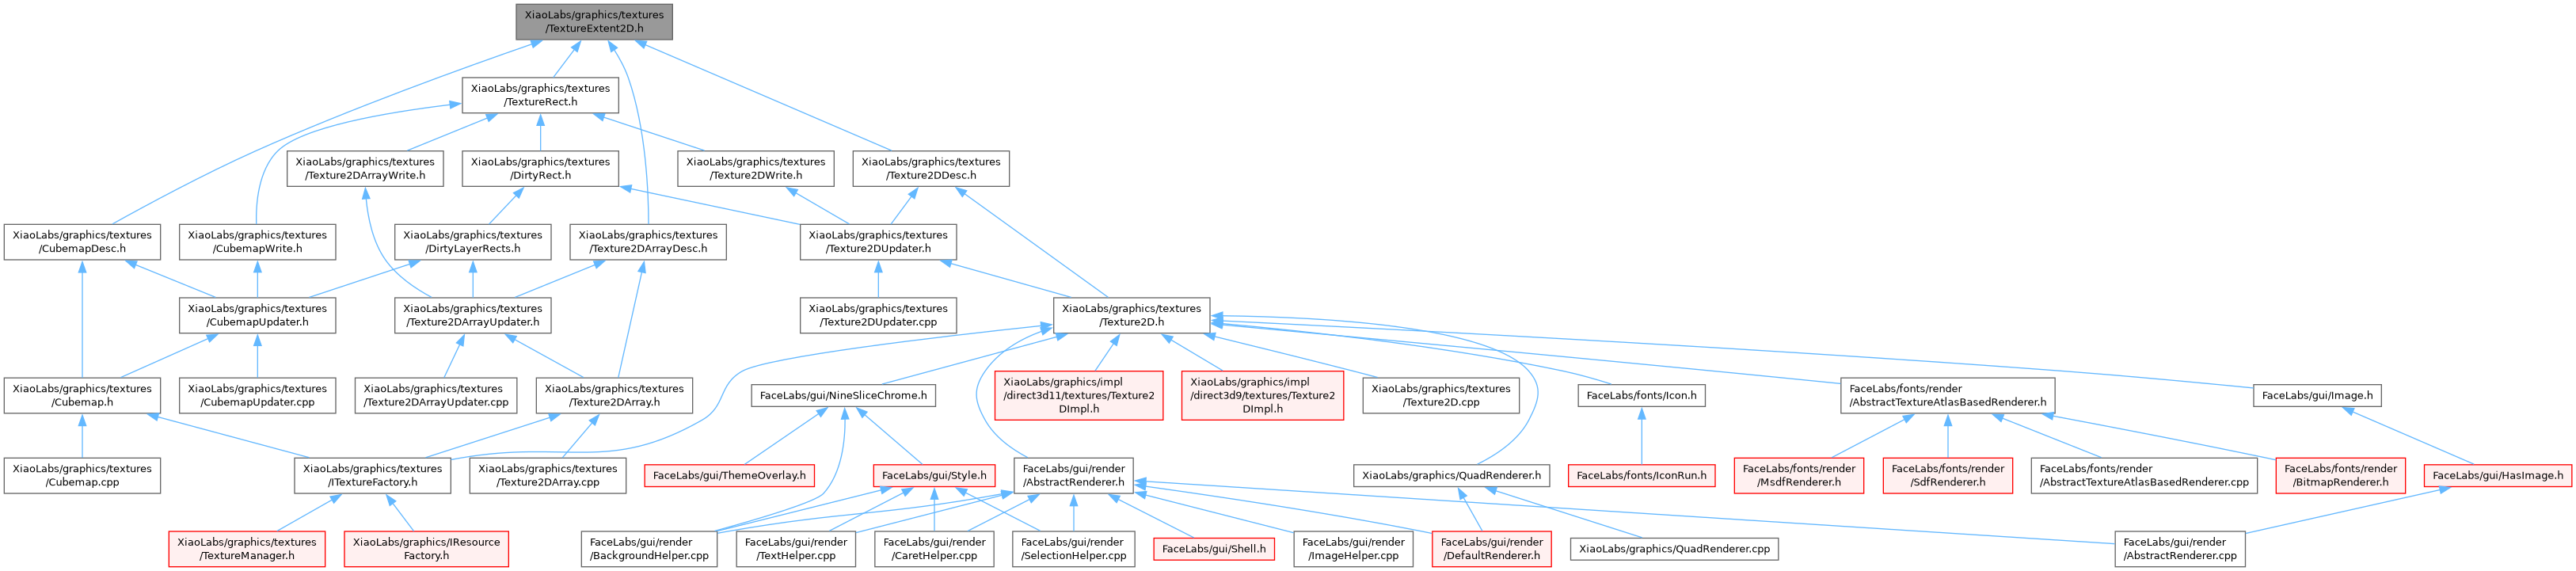 XiaoLabs/graphics/textures
/TextureExtent2D.h
XiaoLabs/graphics/textures
/TextureRect.h
XiaoLabs/graphics/textures
/Texture2DArrayWrite.h
XiaoLabs/graphics/textures
/DirtyRect.h
XiaoLabs/graphics/textures
/Texture2DWrite.h
XiaoLabs/graphics/textures
/Texture2DDesc.h
XiaoLabs/graphics/textures
/CubemapDesc.h
XiaoLabs/graphics/textures
/CubemapWrite.h
XiaoLabs/graphics/textures
/DirtyLayerRects.h
XiaoLabs/graphics/textures
/Texture2DArrayDesc.h
XiaoLabs/graphics/textures
/Texture2DUpdater.h
XiaoLabs/graphics/textures
/CubemapUpdater.h
XiaoLabs/graphics/textures
/Texture2DArrayUpdater.h
XiaoLabs/graphics/textures
/Texture2DUpdater.cpp
XiaoLabs/graphics/textures
/Texture2D.h
XiaoLabs/graphics/textures
/Cubemap.h
XiaoLabs/graphics/textures
/CubemapUpdater.cpp
XiaoLabs/graphics/textures
/Texture2DArrayUpdater.cpp
XiaoLabs/graphics/textures
/Texture2DArray.h
FaceLabs/gui/NineSliceChrome.h
XiaoLabs/graphics/impl
/direct3d11/textures/Texture2
DImpl.h
XiaoLabs/graphics/impl
/direct3d9/textures/Texture2
DImpl.h
XiaoLabs/graphics/textures
/Texture2D.cpp
FaceLabs/fonts/Icon.h
FaceLabs/fonts/render
/AbstractTextureAtlasBasedRenderer.h
FaceLabs/gui/Image.h
XiaoLabs/graphics/textures
/Cubemap.cpp
XiaoLabs/graphics/textures
/ITextureFactory.h
XiaoLabs/graphics/textures
/Texture2DArray.cpp
FaceLabs/gui/ThemeOverlay.h
FaceLabs/gui/Style.h
FaceLabs/gui/render
/AbstractRenderer.h
XiaoLabs/graphics/QuadRenderer.h
FaceLabs/fonts/IconRun.h
FaceLabs/fonts/render
/MsdfRenderer.h
FaceLabs/fonts/render
/SdfRenderer.h
FaceLabs/fonts/render
/AbstractTextureAtlasBasedRenderer.cpp
FaceLabs/fonts/render
/BitmapRenderer.h
FaceLabs/gui/HasImage.h
XiaoLabs/graphics/textures
/TextureManager.h
XiaoLabs/graphics/IResource
Factory.h
FaceLabs/gui/render
/BackgroundHelper.cpp
FaceLabs/gui/render
/TextHelper.cpp
FaceLabs/gui/render
/CaretHelper.cpp
FaceLabs/gui/render
/SelectionHelper.cpp
FaceLabs/gui/Shell.h
FaceLabs/gui/render
/ImageHelper.cpp
FaceLabs/gui/render
/DefaultRenderer.h
XiaoLabs/graphics/QuadRenderer.cpp
FaceLabs/gui/render
/AbstractRenderer.cpp